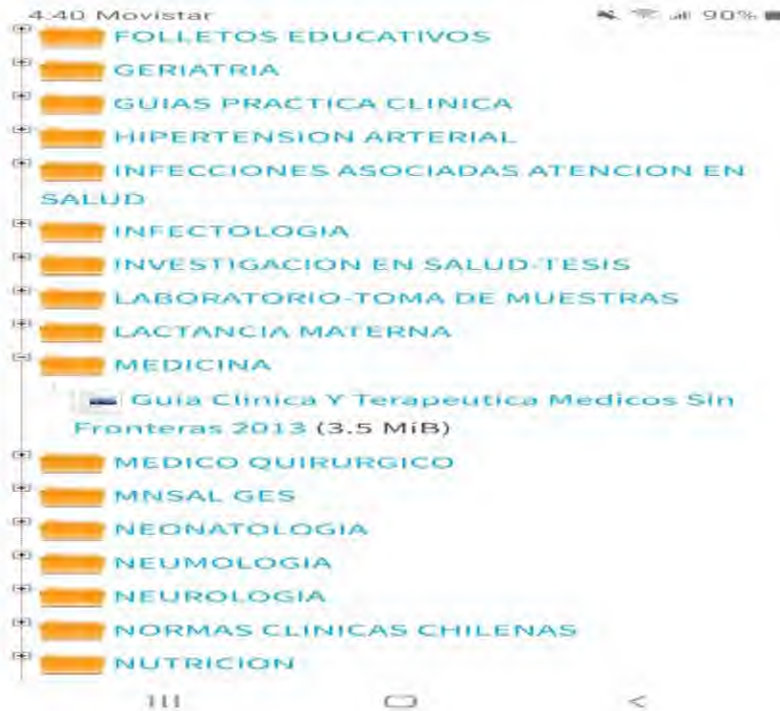 4:40 Movistar 90%
FOLLETOS EDUCATIVOS
GERIATRIA
GUIAS PRACTICA CLINICA
HIPERTENSION ARTERIAL
INFECCIONES ASOCIADAS ATENCION EN
SALUD
INFECTOLOGIA
INVESTIGACION EN SALUD-TESIS
LABORATORIO-TOMA DE MUESTRAS
LACTANCIA MATERNA
MEDICINA
Guia Clinica Y Terapeutica Medicos Sin
Fronteras 2013 (3.5 MiB)
MEDICO QUIRURGICO
MNSAL GES
NEONATOLOGIA
NEUMOLOGIA
NEUROLOGIA
NORMAS CLINICAS CHILENAS
NUTRICION